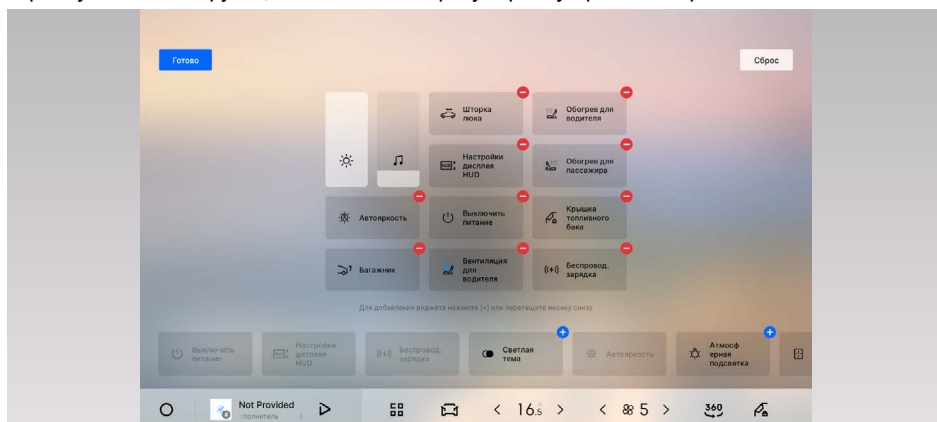 Готово
Сброс
Шторка
люка
Обогрев для
водителя
HUD
Настройки
дисплея
HUD
Обогрев для
пассажира
Автояркость
Выключить
питание
Крышка
топливного
бака
Багажник
Вентиляция
для
водителя
Беспровод.
зарядка
Для добавления виджета нажмите (+) или перетащите иконку снизу
Выключить
питание
HUD
Настройки
дисплея
HUD
Беспровод.
зарядка
Светлая
тема
Автояркость
Атмосф
ерная
подсветка
Not Provided
16.5
5
360